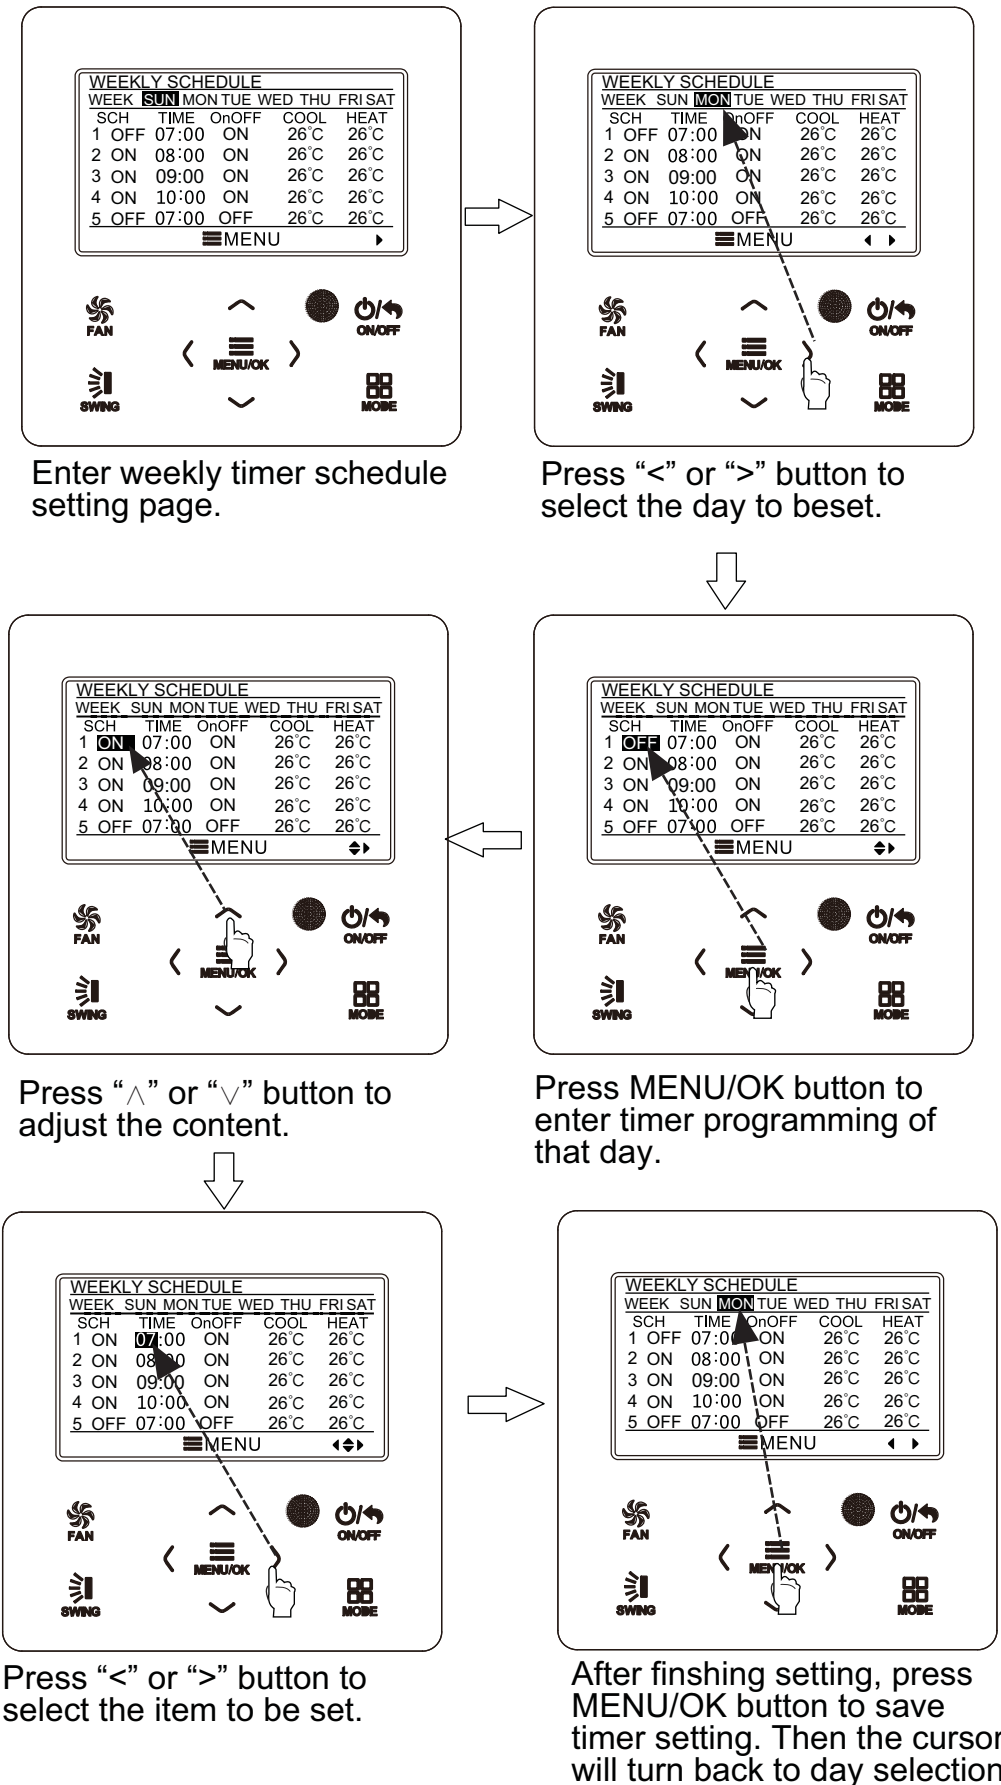 WEEKLY SCHEDULE
WEEK SUN MON TUE WED THU FRI SAT
SCH TIME OnOFF COOL HEAT
1 OFF 07:00 ON 26°C 26°C
2 ON 08:00 ON 26°C 26°C
3 ON 09:00 ON 26°C 26°C
4 ON 10:00 ON 26°C 26°C
5 OFF 07:00 OFF 26°C 26°C
MENU
FAN
ON/OFF
MENU/OK
SWING
MODE
Enter weekly timer schedule
setting page.
WEEKLY SCHEDULE
WEEK SUN MON TUE WED THU FRI SAT
SCH TIME OnOFF COOL HEAT
1 OFF 07:00 ON 26°C 26°C
2 ON 08:00 ON 26°C 26°C
3 ON 09:00 ON 26°C 26°C
4 ON 10:00 ON 26°C 26°C
5 OFF 07:00 OFF 26°C 26°C
MENU
FAN
ON/OFF
MENU/OK
SWING
MODE
Press “<” or “>” button to
select the day to beset.
WEEKLY SCHEDULE
WEEK SUN MON TUE WED THU FRI SAT
SCH TIME OnOFF COOL HEAT
1 OFF 07:00 ON 26°C 26°C
2 ON 08:00 ON 26°C 26°C
3 ON 09:00 ON 26°C 26°C
4 ON 10:00 ON 26°C 26°C
5 OFF 07:00 OFF 26°C 26°C
MENU
FAN
ON/OFF
MENU/OK
SWING
MODE
Press MENU/OK button to
enter timer programming of
that day.
WEEKLY SCHEDULE
WEEK SUN MON TUE WED THU FRI SAT
SCH TIME OnOFF COOL HEAT
1 ON 07:00 ON 26°C 26°C
2 ON 08:00 ON 26°C 26°C
3 ON 09:00 ON 26°C 26°C
4 ON 10:00 ON 26°C 26°C
5 OFF 07:00 OFF 26°C 26°C
MENU
FAN
ON/OFF
MENU/OK
SWING
MODE
Press “∧” or “∨” button to
adjust the content.
WEEKLY SCHEDULE
WEEK SUN MON TUE WED THU FRI SAT
SCH TIME OnOFF COOL HEAT
1 ON 07:00 ON 26°C 26°C
2 ON 08:00 ON 26°C 26°C
3 ON 09:00 ON 26°C 26°C
4 ON 10:00 ON 26°C 26°C
5 OFF 07:00 OFF 26°C 26°C
MENU
FAN
ON/OFF
MENU/OK
SWING
MODE
Press “<” or “>” button to
select the item to be set.
WEEKLY SCHEDULE
WEEK SUN MON TUE WED THU FRI SAT
SCH TIME OnOFF COOL HEAT
1 OFF 07:00 ON 26°C 26°C
2 ON 08:00 ON 26°C 26°C
3 ON 09:00 ON 26°C 26°C
4 ON 10:00 ON 26°C 26°C
5 OFF 07:00 OFF 26°C 26°C
MENU
FAN
ON/OFF
MENU/OK
SWING
MODE
After finshing setting, press
MENU/OK button to save
timer setting. Then the cursor
will turn back to day selection